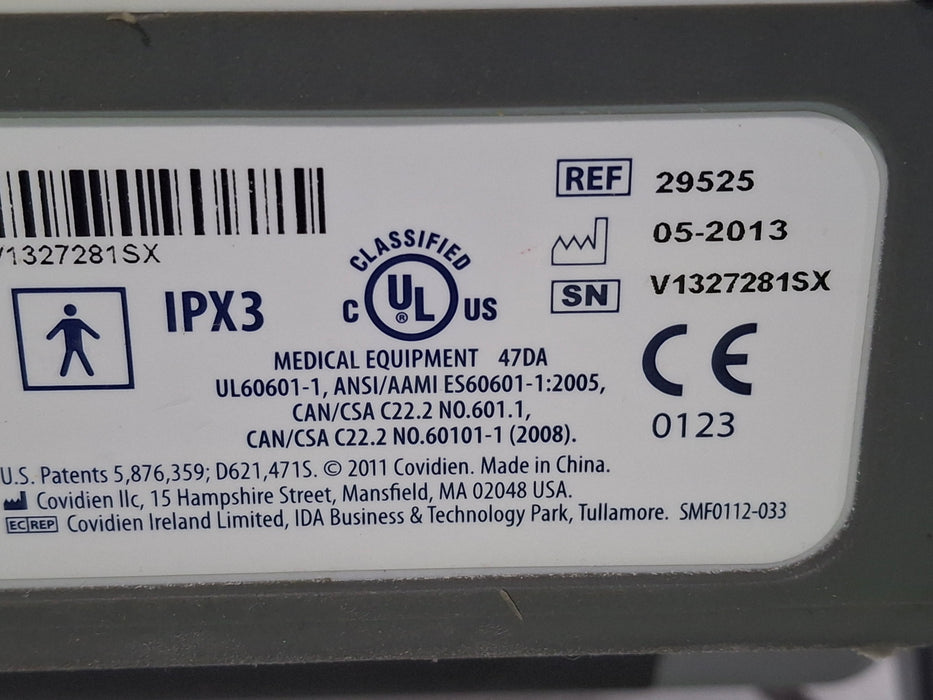 REF 29525
05-2013
SN V1327281SX
V1327281SX
IPX3
CLASSIFIED
C UL® US
MEDICAL EQUIPMENT 47DA
UL60601-1, ANSI/AAMI ES60601-1:2005,
CAN/CSA C22.2 NO.601.1,
CAN/CSA C22.2 NO.60101-1 (2008).
CE
0123
U.S. Patents 5,876,359; D621,471S. © 2011 Covidien. Made in China.
Covidien llc, 15 Hampshire Street, Mansfield, MA 02048 USA.
EC REP Covidien Ireland Limited, IDA Business & Technology Park, Tullamore. SMF0112-033